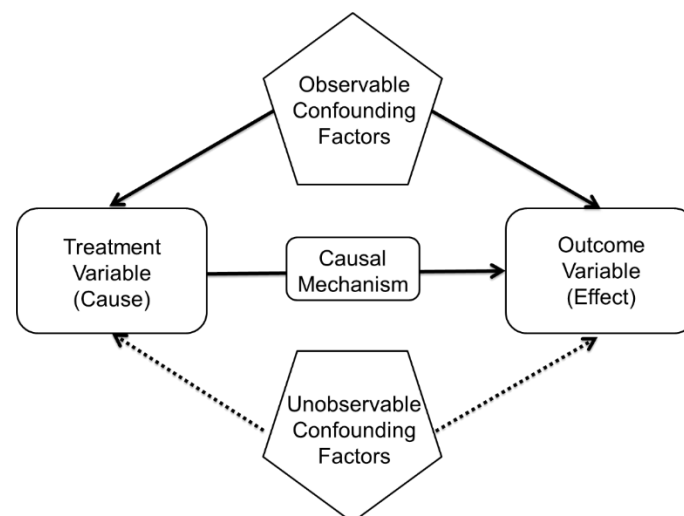 Observable
Confounding
Factors
Treatment
Variable
(Cause)
Causal
Mechanism
Outcome
Variable
(Effect)
Unobservable
Confounding
Factors